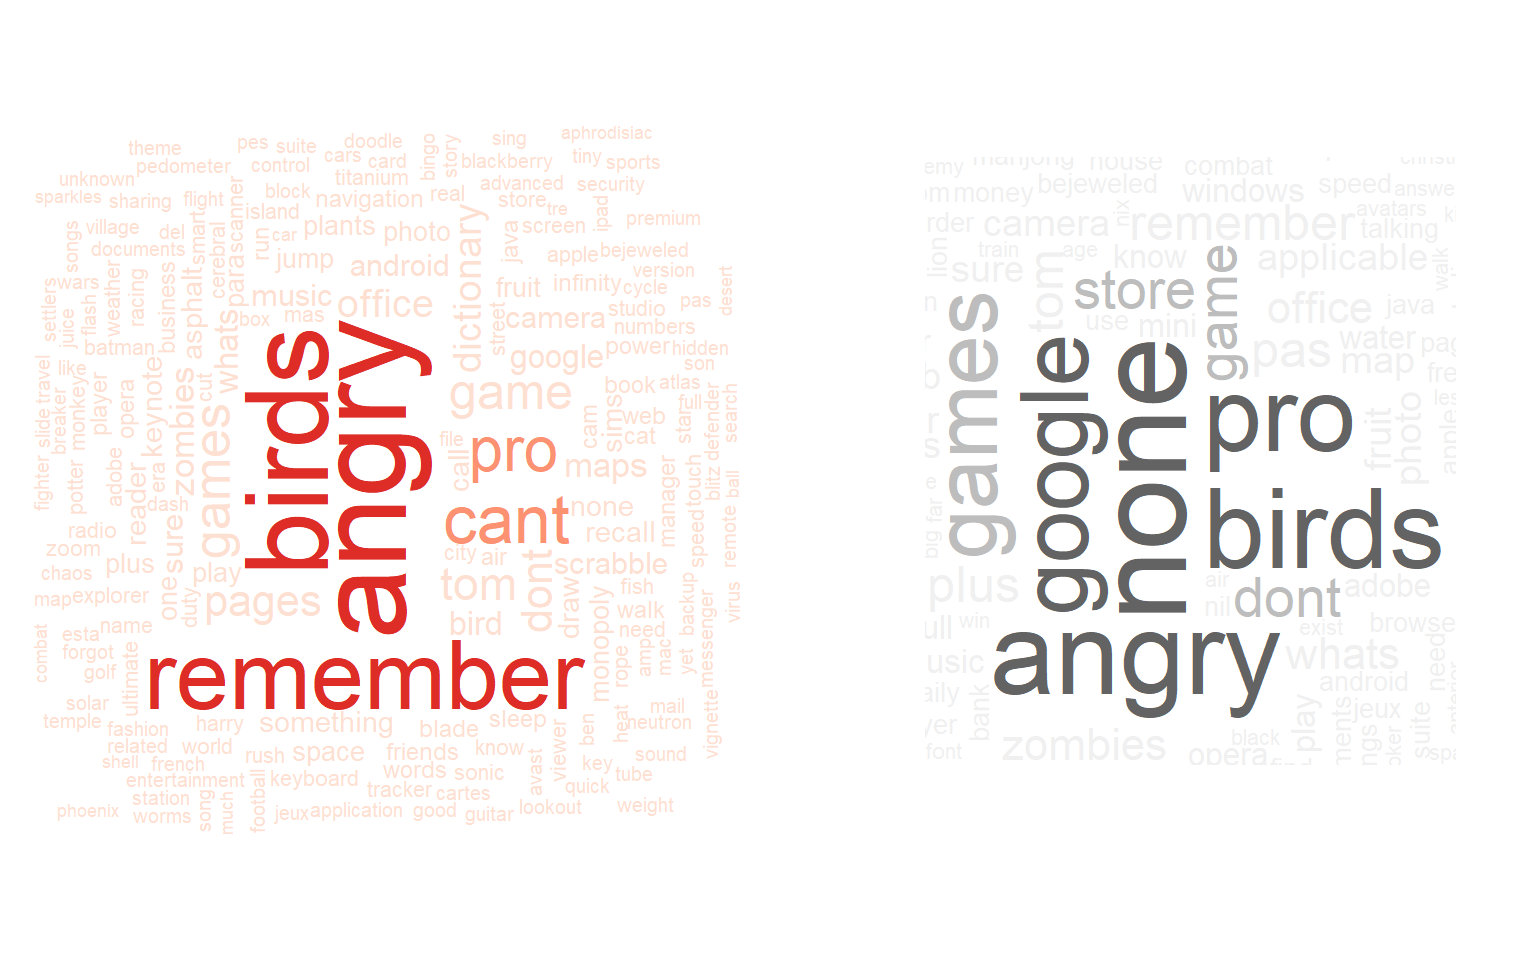 aphrodisiac
sing
doodle
pes
suite
theme
bingo
story
cars
card
blackberry
tiny
sports
control
pedometer
titanium
unknown
scanner
block
navigation
real
advanced
security
sparkles
sharing
flight
store
tre
ipad
premium
island
plants
photo
dictionary
java
screen
village
del
smart
cerebral
paras
run
car
songs
documents
jump
android
apple
bejeweled
version
wars
weather
racing
business
asphalt
whats
music
office
fruit
infinity
cycle
desert
settlers
juice
flash
box
mas
street
camera
studio
pas
numbers
batman
google
power
hidden
son
birds
angry
like
travel
slide
monkeye
player
opera
keynote
zombies
cut
games
game
book
atlas
full
search
breaker
sims
cam
web
star
defender
cat
file
call
pro
maps
fighter
potter
adobe
reader
era
dash
manager
touch
blitz
ball
cant
none
recall
radio
sure
speed
remote
zoom
plus
city
air
scrabble
chaos
play
tom
dont
draw
fish
map
explorer
one
duty
pages
monopoly
walk
backup
virus
name
bird
need
messenger
combat
esta
forgot
rope
amp
mac
yet
golf
ultimate
remember
solar
mail
temple
fashion
harry
something
blade
sleep
ben
heat
neutron
vignette
related
world
rush
space
friends
know
viewer
sound
shell
french
words
sonic
avast
key
tube
entertainment
football
keyboard
tracker
cartes
quick
station
song
much
phoenix
worms
jeux
application
good
guitar
lookout
weight
mahjong
house
combat
money
bejeweled
windows
speed
camera
nix
remember
avatars
talking
lion
train
age
know
applicable
walk
sure
tom
store
game
games
use
mini
office
java
google
none
pas
water
map
pro
fruit
photo
birds
big
far
plus
air
nil
dont
adobe
win
exist
angry
whats
need
bank
android
play
jeux
suite
font
zombies
opera
black